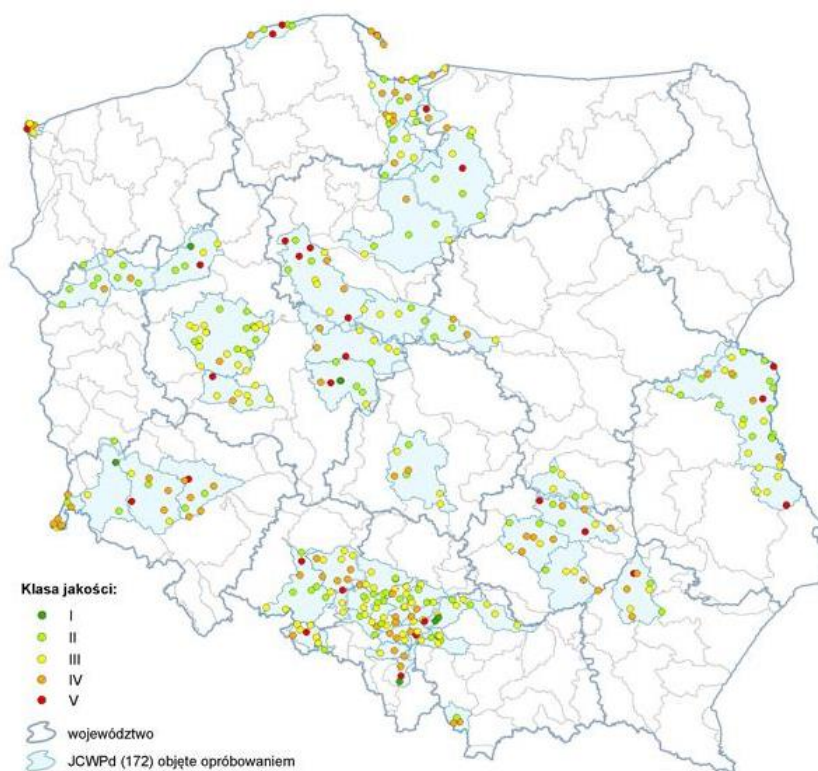 Klasa jakości:
I
II
III
IV
V
województwo
JCWPd (172) objęte opróbowaniem